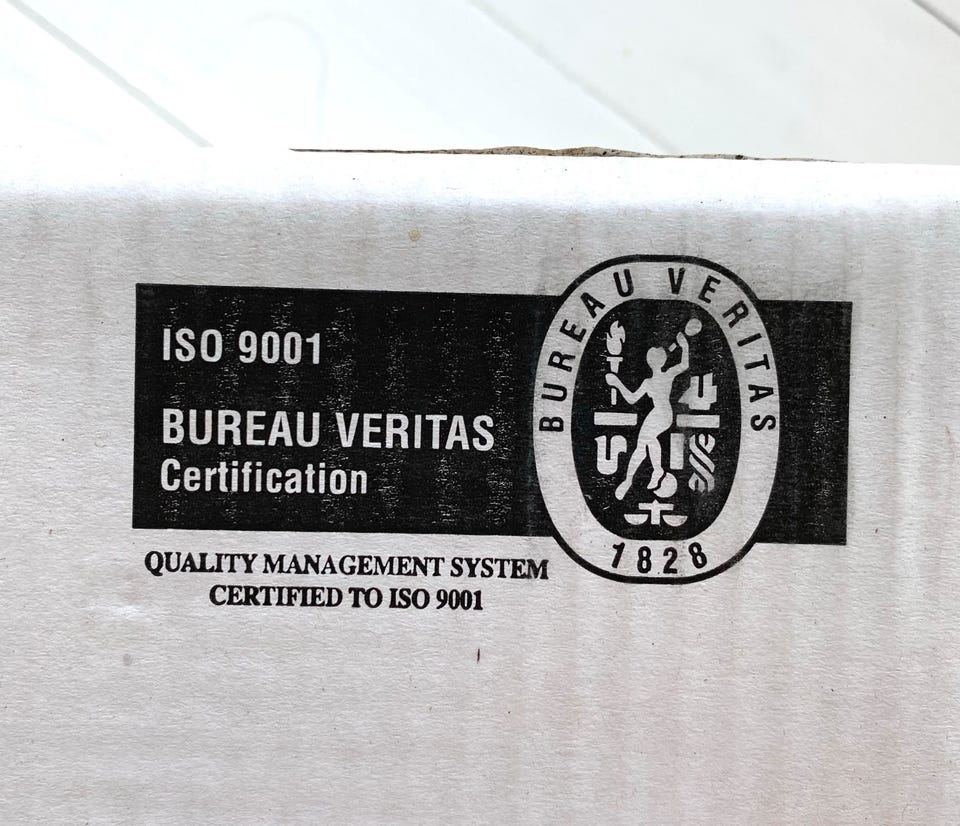 ISO 9001
BUREAU VERITAS
Certification
BUREAU VERITAS
1828
QUALITY MANAGEMENT SYSTEM
CERTIFIED TO ISO 9001